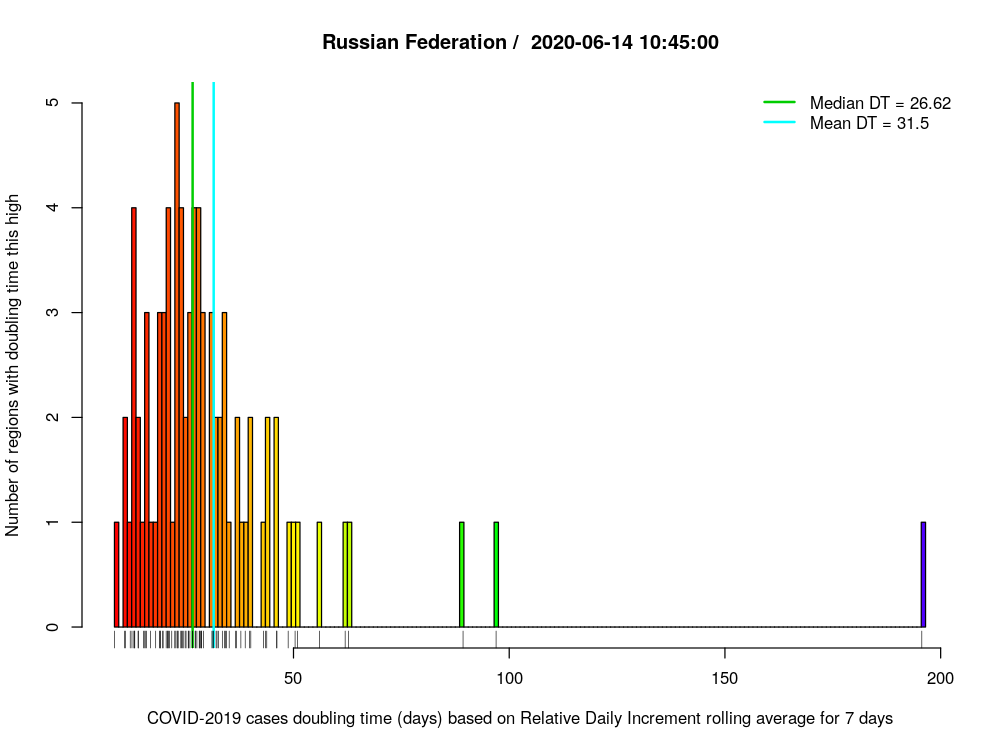 Russian Federation /  2020-06-14 10:45:00
Median DT = 26.62
Mean DT = 31.5
Number of regions with doubling time this high
5
4
3
2
1
0
50 100 150 200
COVID-2019 cases doubling time (days) based on Relative Daily Increment rolling average for 7 days